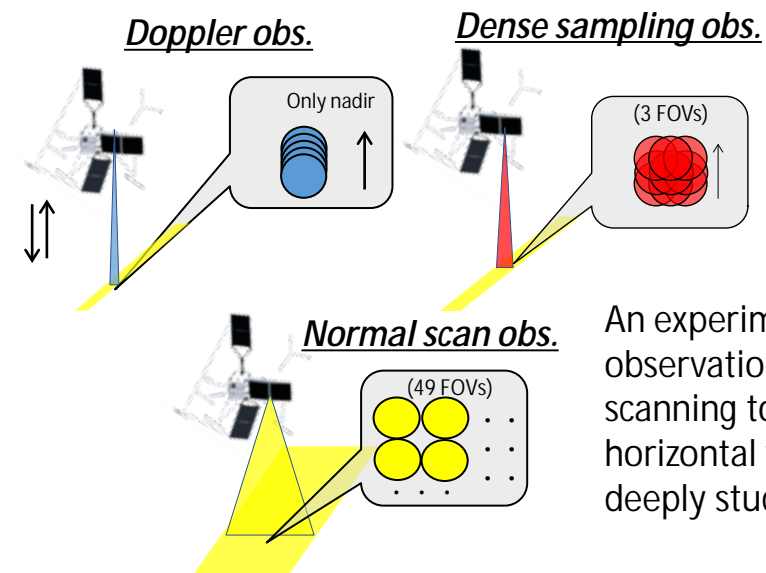 Doppler obs.
Dense sampling obs.
Only nadir
(3 FOVs)
Normal scan obs.
(49 FOVs)
An experim
observation
scanning to
horizontal
deeply stud